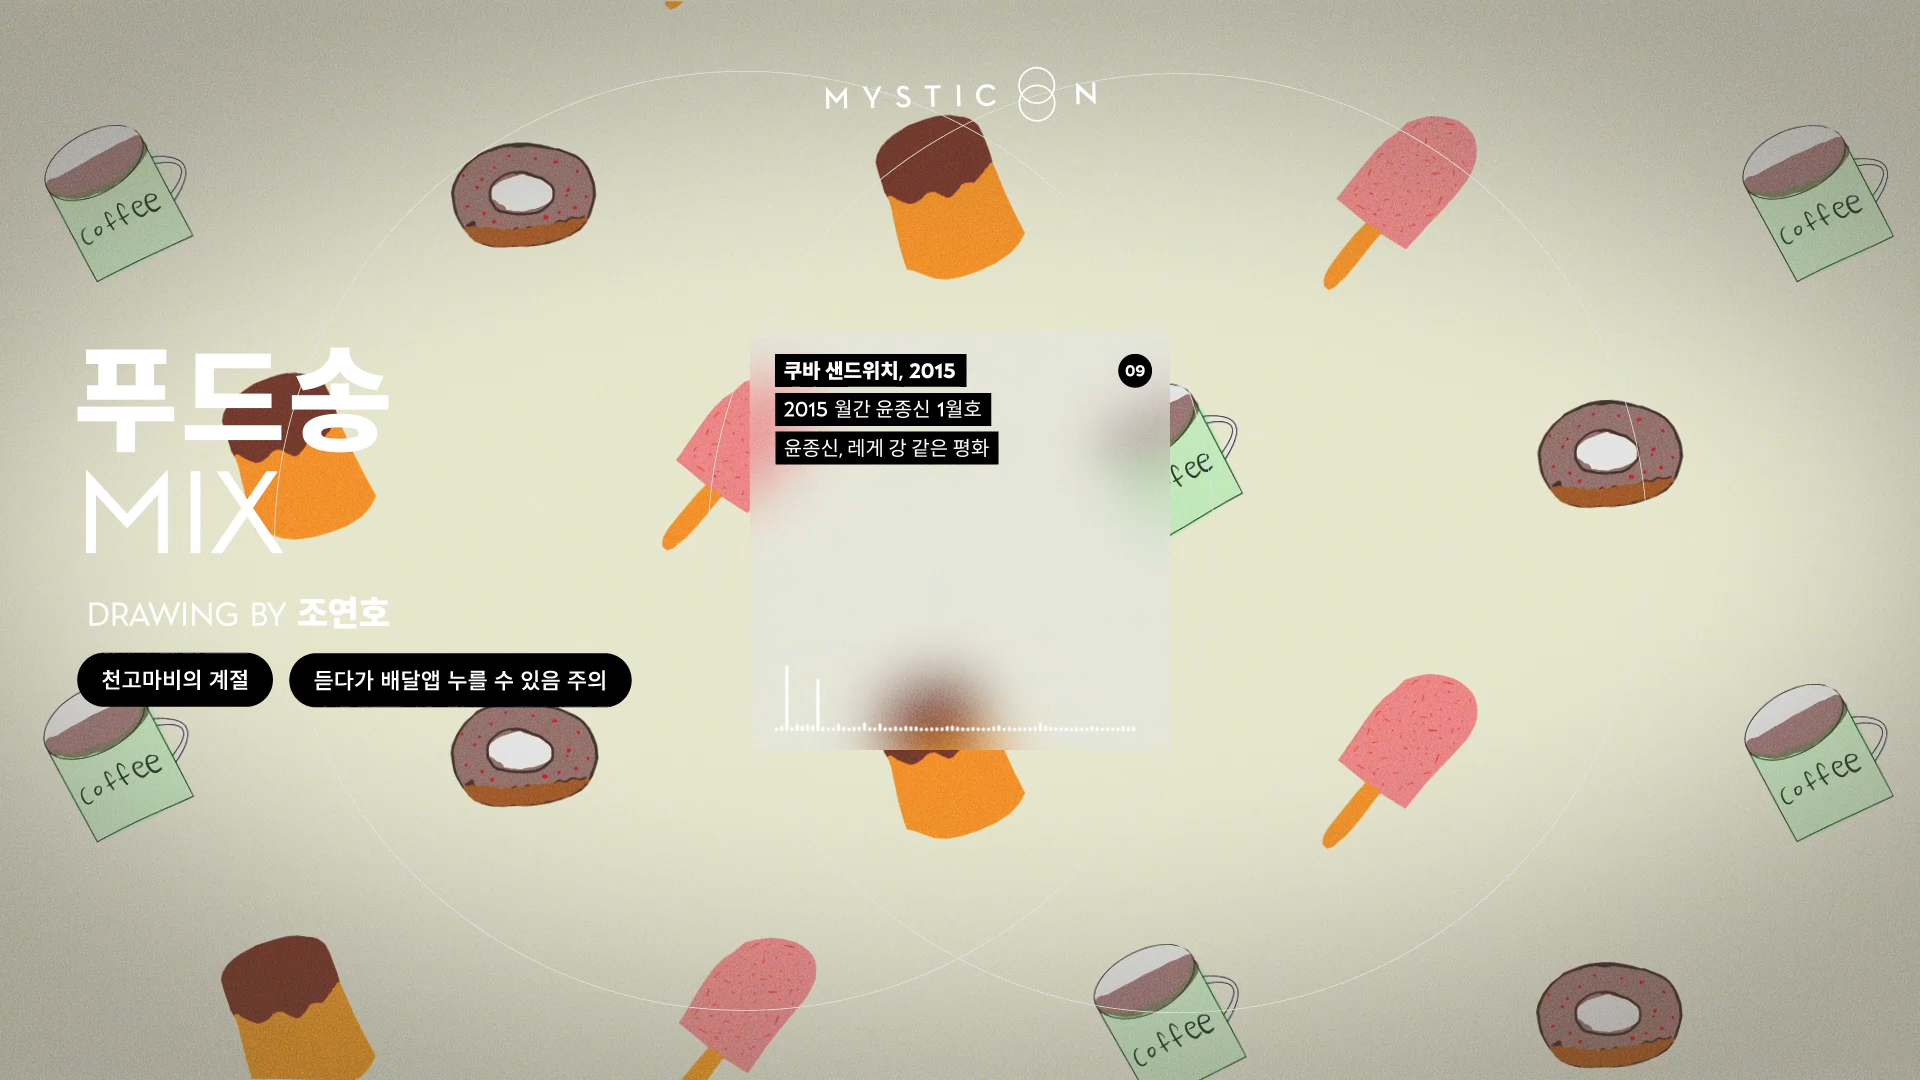 MYSTIC ON
Coffee
Coffee
푸드송
MIX
쿠바 샌드위치, 2015
09
2015 월간 윤종신 1월호
윤종신, 레게 강 같은 평화
ffee
DRAWING BY 조연호
천고마비의 계절
듣다가 배달앱 누를 수 있음 주의
Coffee
Coffee
Coffee